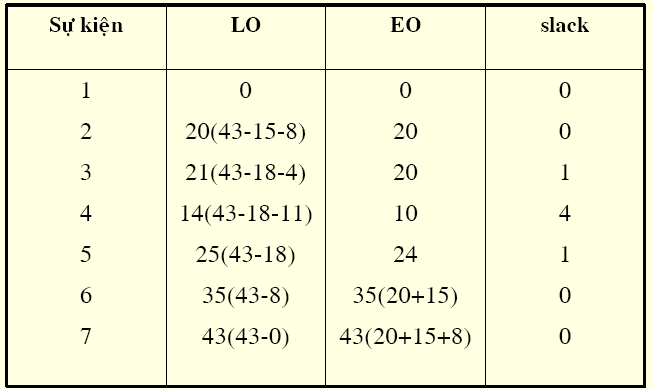 Sự kiện LO EO slack
1 0 0 0
2 20(43-15-8) 20 0
3 21(43-18-4) 20 1
4 14(43-18-11) 10 4
5 25(43-18) 24 1
6 35(43-8) 35(20+15) 0
7 43(43-0) 43(20+15+8) 0